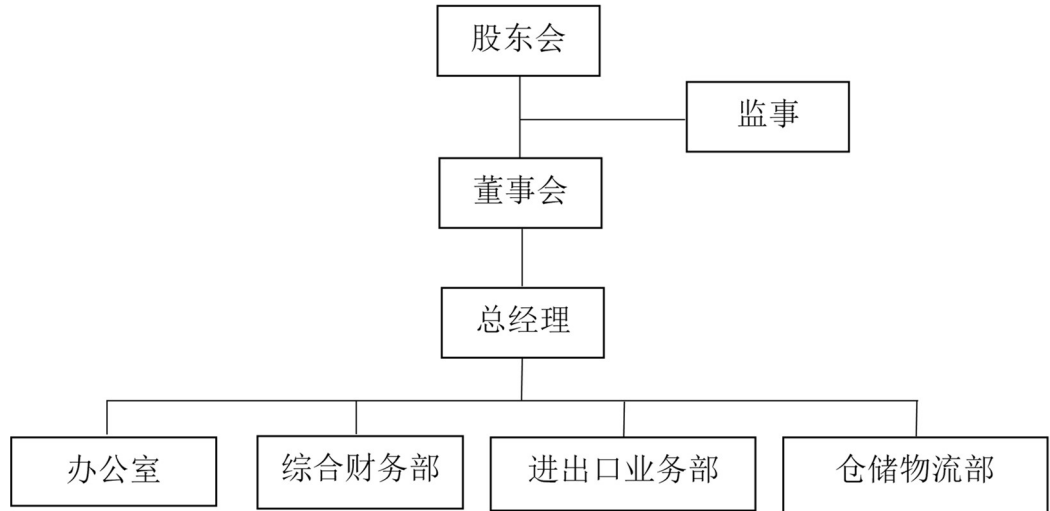 股东会
监事
董事会
总经理
办公室
综合财务部
进出口业务部
仓储物流部